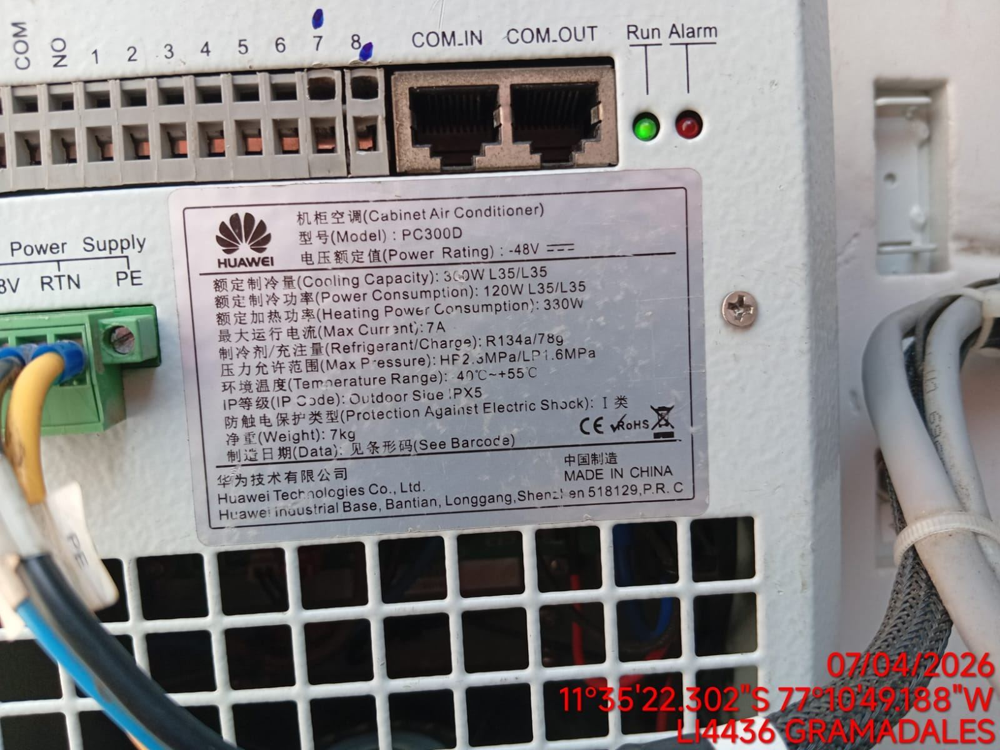 COM NO 1 2 3 4 5 6 7 8 COM-IN COM-OUT Run Alarm
Power Supply
8V RTN PE
HUAWEI
机柜空调(Cabinet Air Conditioner)
型号(Model) : PC300D
电压额定值(Power Rating) : -48V
额定制冷量(Cooling Capacity): 300W L35/L35
额定制冷功率(Power Consumption): 120W L35/L35
额定加热功率(Heating Power Consumption): 330W
最大运行电流(Max Current): 7A
制冷剂/充注量(Refrigerant/Charge): R134a/78g
压力允许范围(Max Pressure): HP2.3MPa/LP1.6MPa
环境温度(Temperature Range): -40℃~+55℃
IP等级(IP Code): Outdoor Side IPX5
防触电保护类型(Protection Against Electric Shock): I 类
净重(Weight): 7kg
制造日期(Data): 见条形码(See Barcode)
CE RoHS
华为技术有限公司
Huawei Technologies Co., Ltd.
Huawei Industrial Base, Bantian, Longgang,Shenzhen 518129,P.R. C
中国制造
MADE IN CHINA
PE
07/04/2026
11°35'22.302"S 77°10'49.188"W
LI4436 GRAMADALES